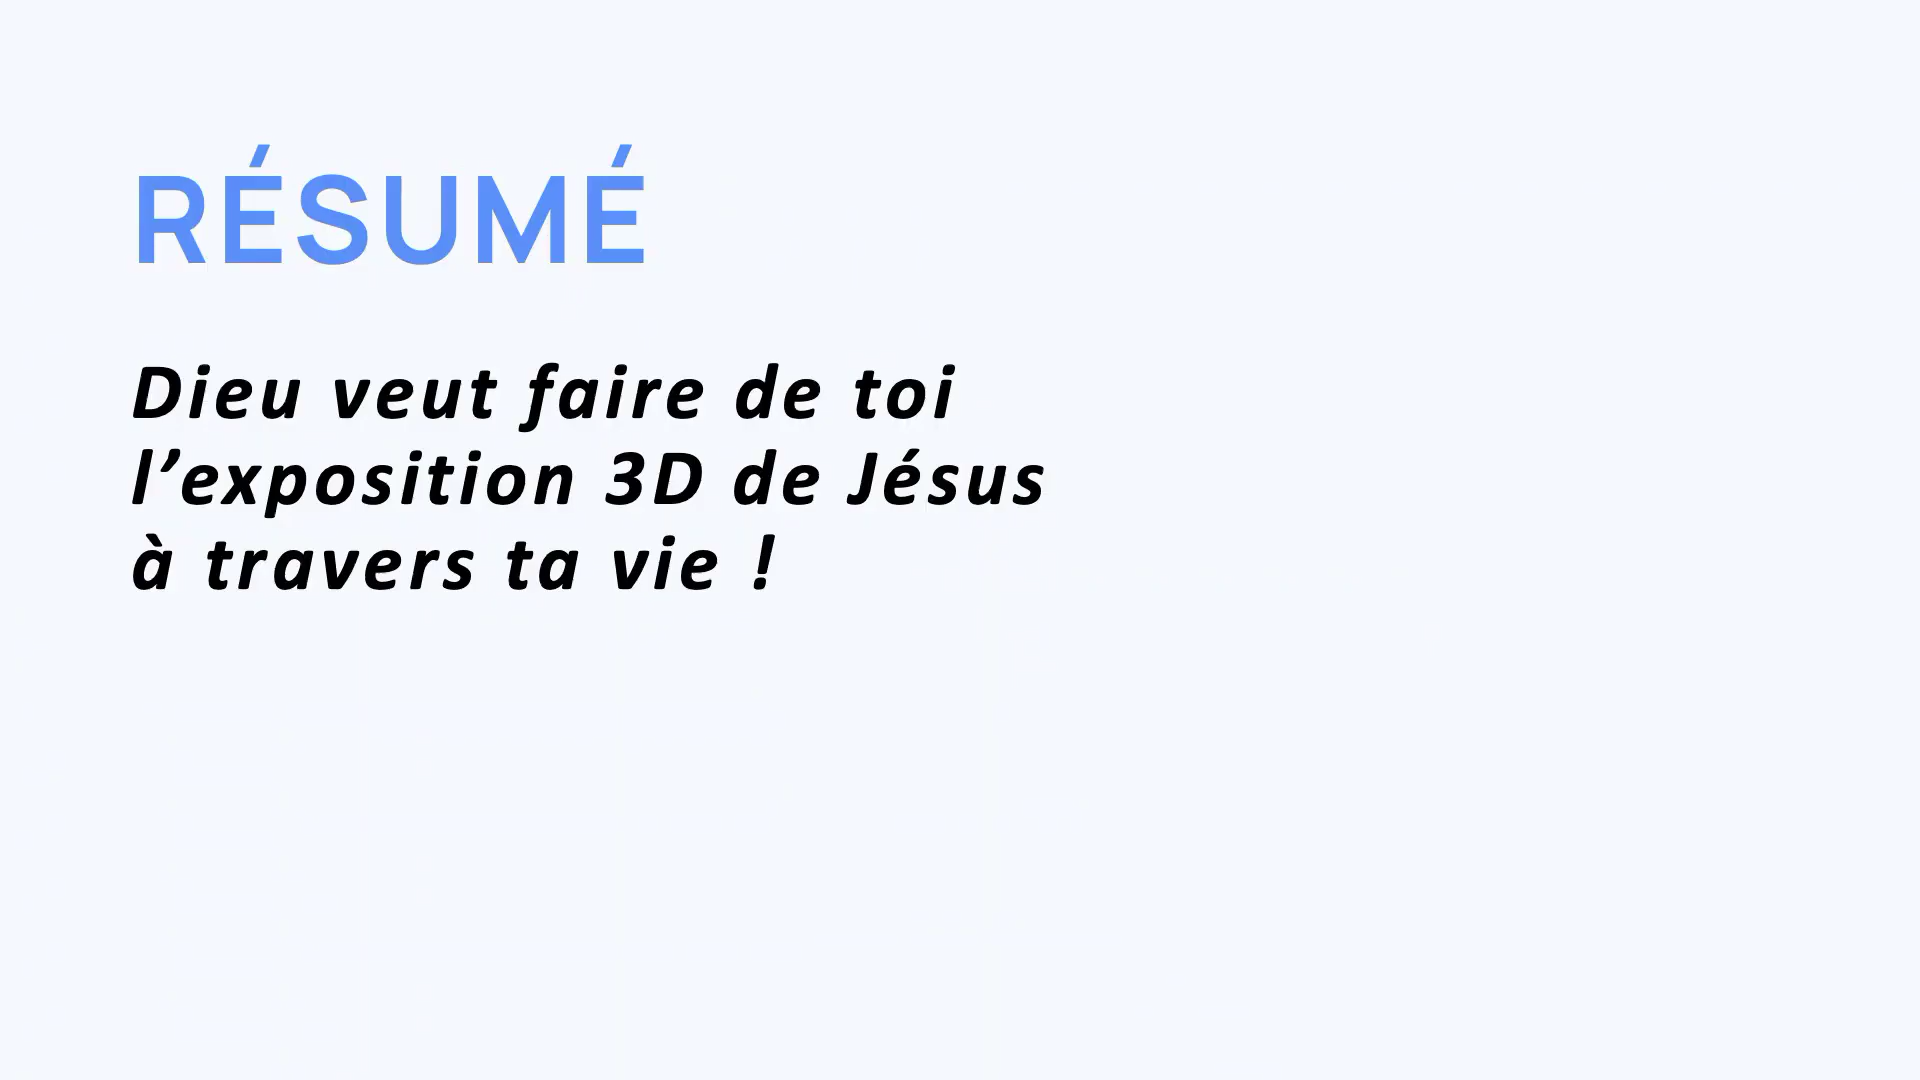 RÉSUMÉ
Dieu veut faire de toi
l’exposition 3D de Jésus
à travers ta vie !